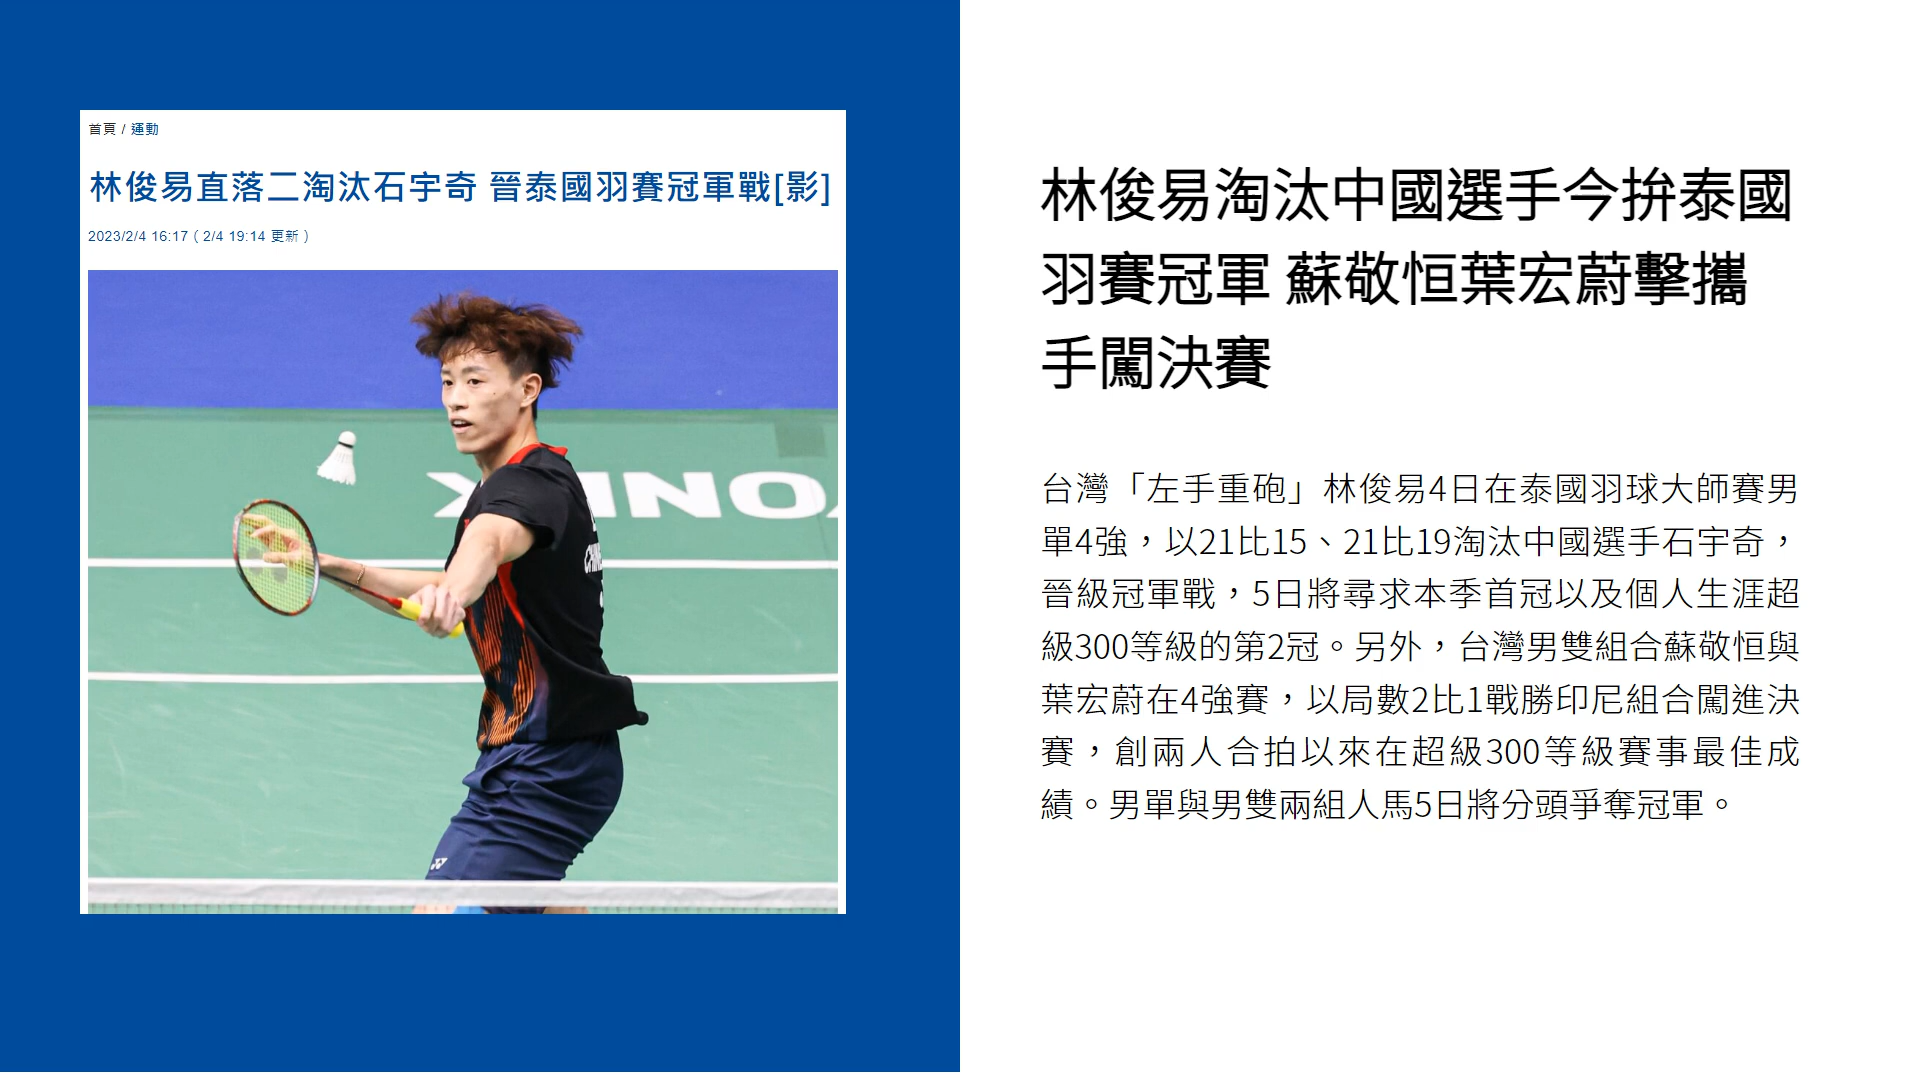 首頁 / 運動
林俊易直落二淘汰石宇奇 晉泰國羽賽冠軍戰[影]
2023/2/4 16:17（2/4 19:14 更新）
YONEX
CHINE
林俊易淘汰中國選手今拚泰國
羽賽冠軍 蘇敬恒葉宏蔚擊攜
手闖決賽
台灣「左手重砲」林俊易4日在泰國羽球大師賽男
單4強，以21比15、21比19淘汰中國選手石宇奇，
晉級冠軍戰，5日將尋求本季首冠以及個人生涯超
級300等級的第2冠。另外，台灣男雙組合蘇敬恒與
葉宏蔚在4強賽，以局數2比1戰勝印尼組合闖進決
賽，創兩人合拍以來在超級300等級賽事最佳成
績。男單與男雙兩組人馬5日將分頭爭奪冠軍。